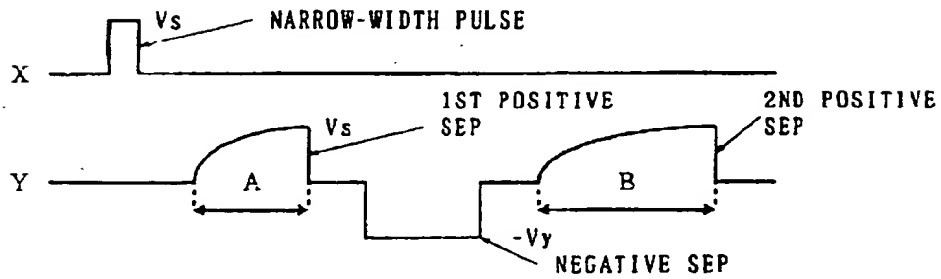 Vs NARROW-WIDTH PULSE
X
1ST POSITIVE
SEP
2ND POSITIVE
SEP
Vs
Y A B
-Vy
NEGATIVE SEP